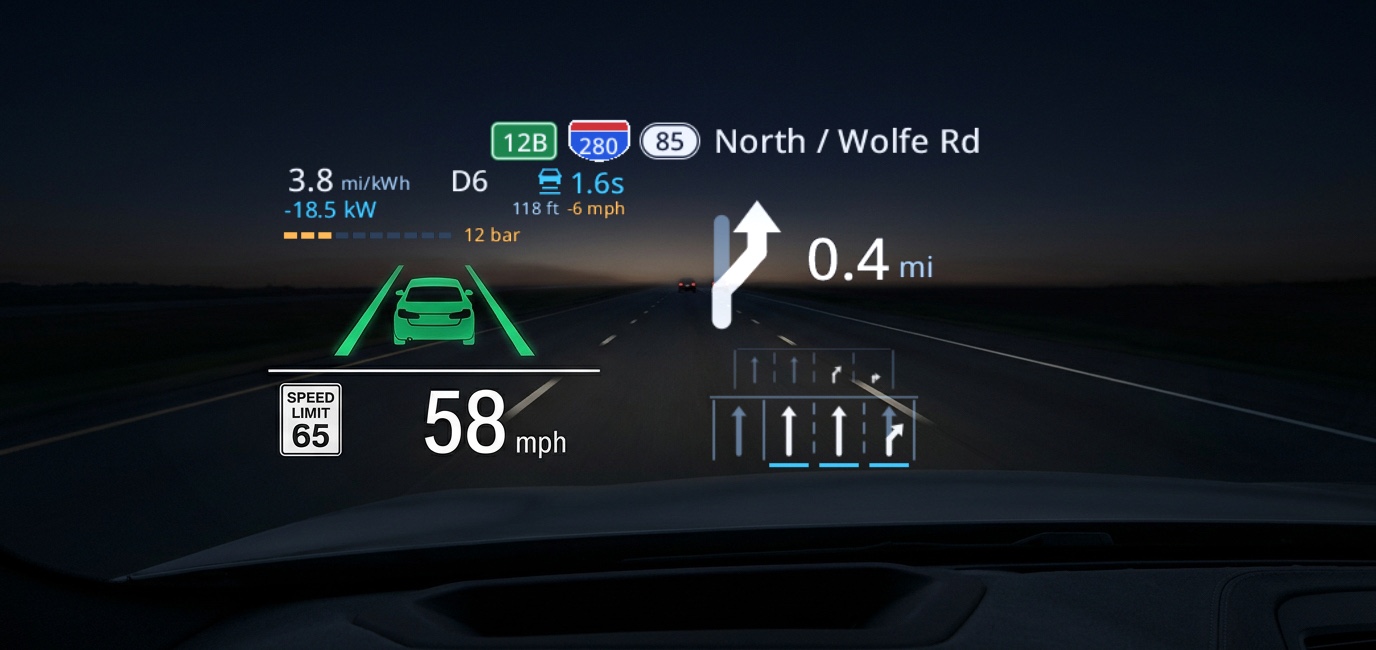 12B 280 85 North / Wolfe Rd
3.8 mi/kWh D6 1.6s
-18.5 kW 118 ft -6 mph
12 bar
0.4 mi
SPEED
LIMIT
65
58 mph